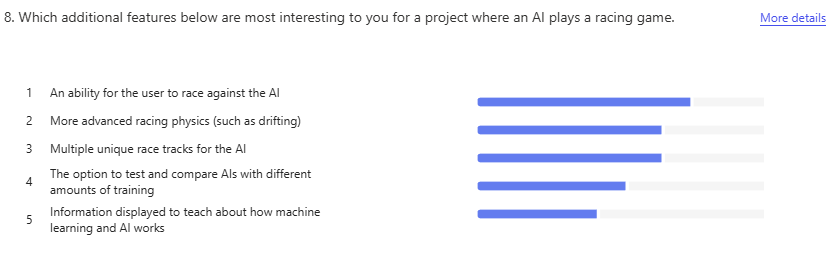 8. Which additional features below are most interesting to you for a project where an AI plays a racing game.
More details
1 An ability for the user to race against the AI
2 More advanced racing physics (such as drifting)
3 Multiple unique race tracks for the AI
4 The option to test and compare AIs with different
amounts of training
5 Information displayed to teach about how machine
learning and AI works